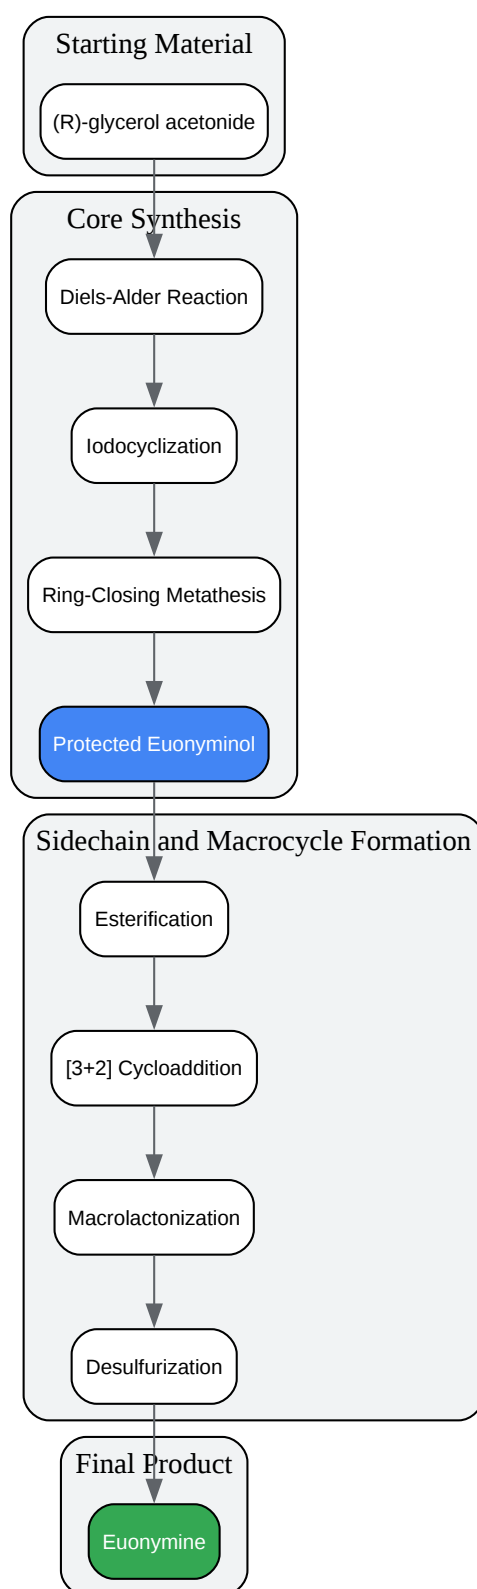 Starting Material
(R)-glycerol acetonide
Core Synthesis
Diels-Alder Reaction
Iodocyclization
Ring-Closing Metathesis
Protected Euonyminol
Sidechain and Macrocycle Formation
Esterification
[3+2] Cycloaddition
Macrolactonization
Desulfurization
Final Product
Euonymine